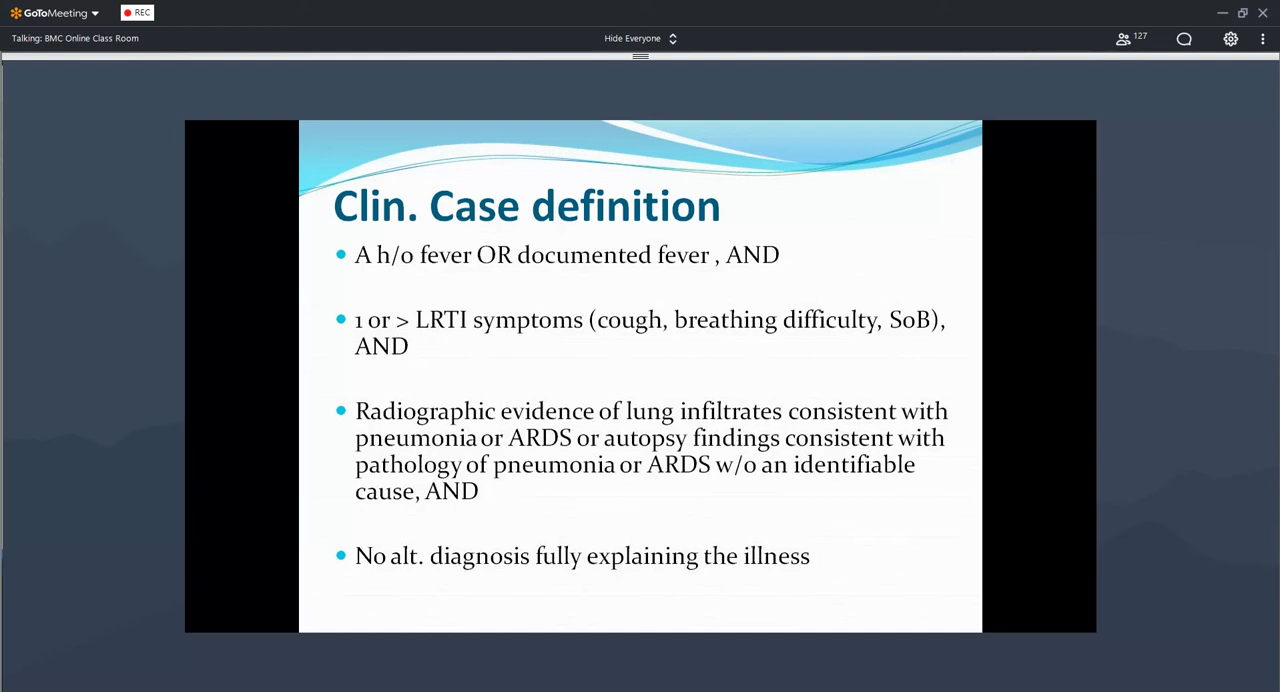 GoToMeeting
REC
Talking: BMC Online Class Room
Hide Everyone
127
Clin. Case definition
A h/o fever OR documented fever , AND
1 or > LRTI symptoms (cough, breathing difficulty, SoB),
AND
Radiographic evidence of lung infiltrates consistent with
pneumonia or ARDS or autopsy findings consistent with
pathology of pneumonia or ARDS w/o an identifiable
cause, AND
No alt. diagnosis fully explaining the illness